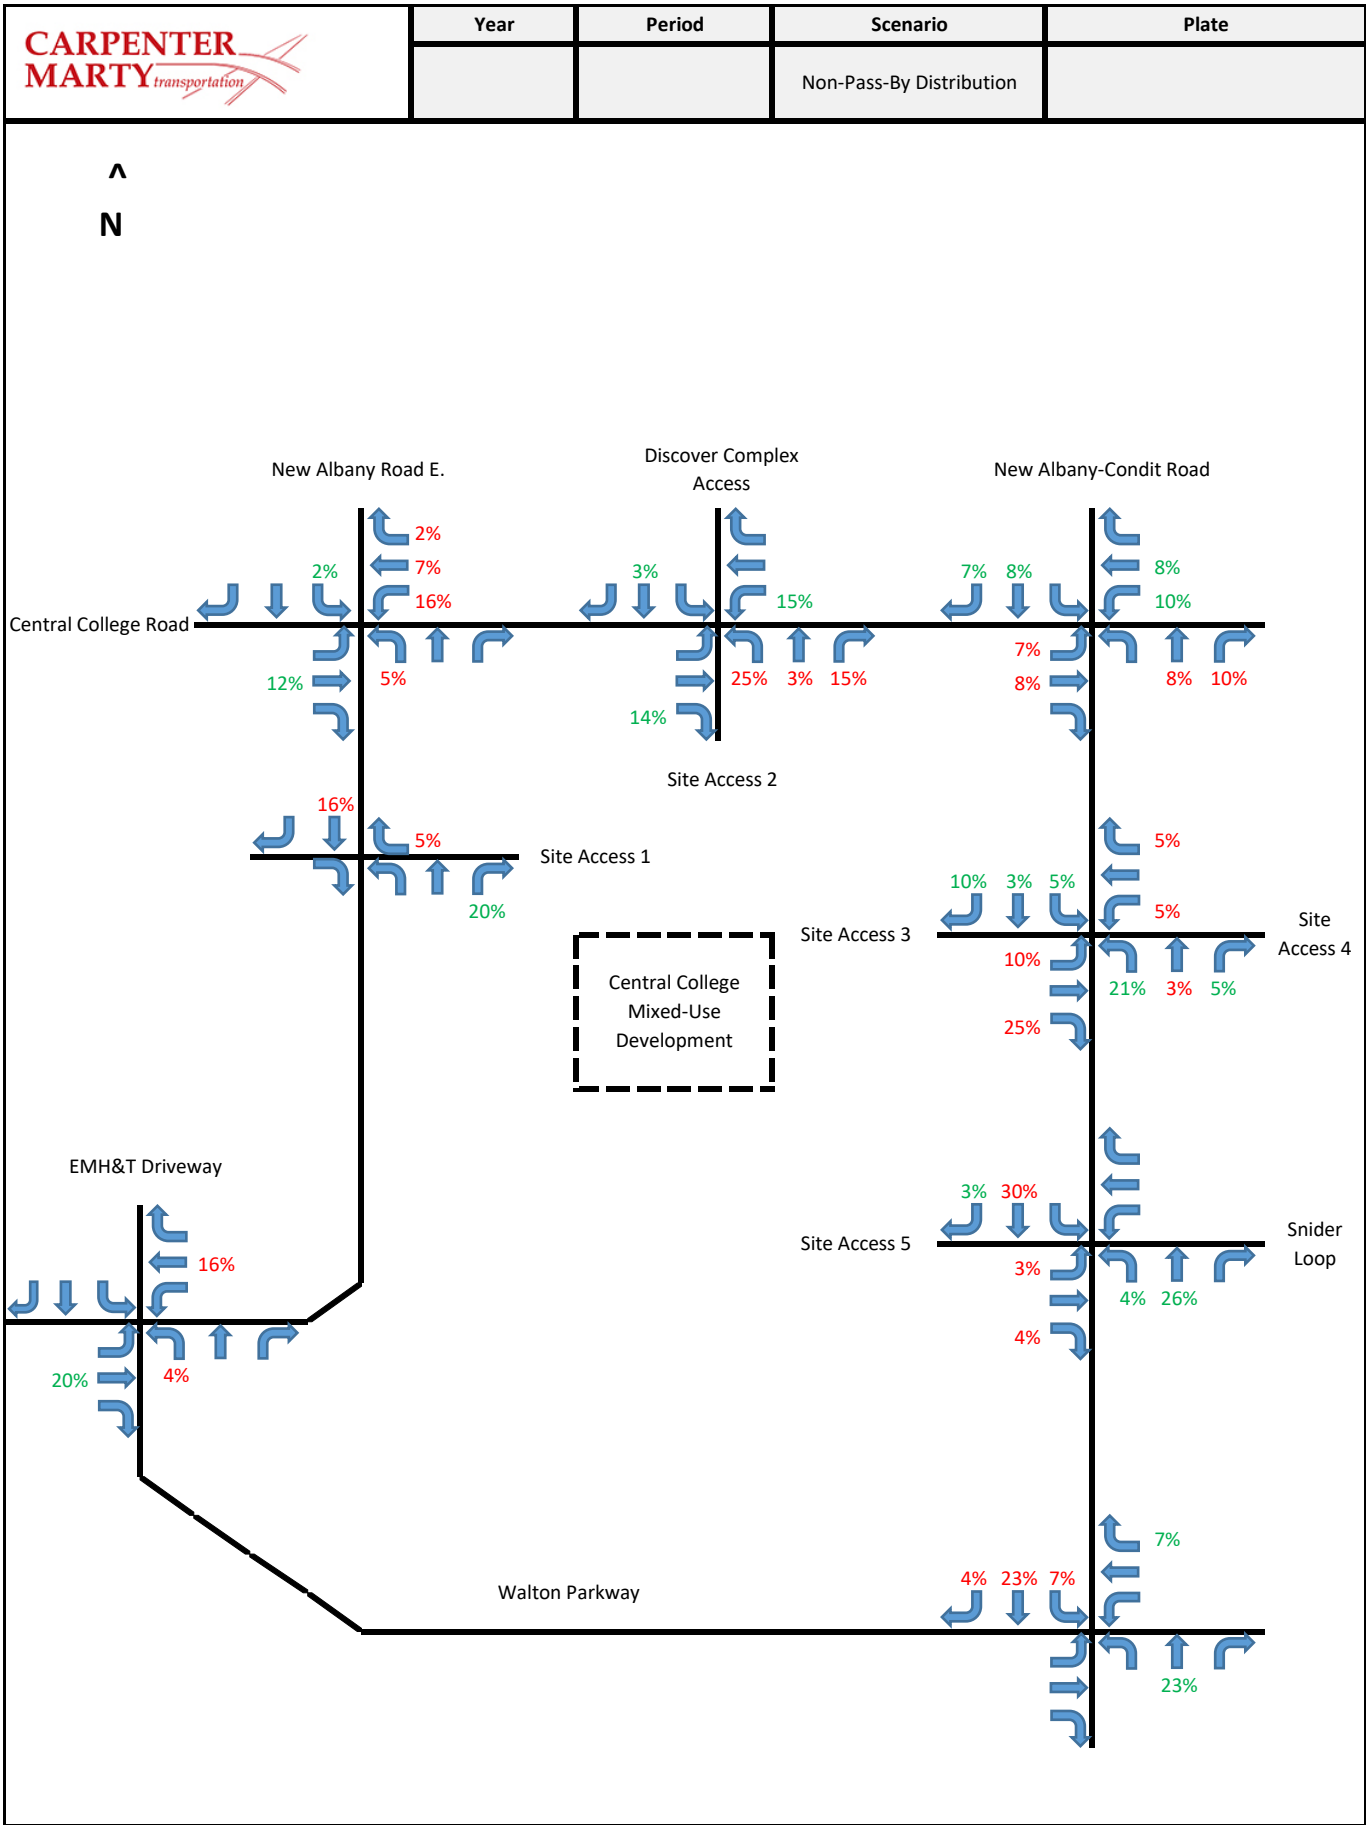 CARPENTER
MARTY transportation
Year Period Scenario Plate
Non-Pass-By Distribution
^
N
New Albany Road E.
Discover Complex
Access
New Albany-Condit Road
2%
2% 7%
16%
3%
15%
7% 8%
8%
10%
Central College Road
12%
5%
14%
25% 3% 15%
7%
8%
8% 10%
Site Access 2
16%
5%
Site Access 1
20%
5%
10% 3% 5%
5%
Site Access 3
Site
Access 4
10%
21% 3% 5%
25%
Central College
Mixed-Use
Development
EMH&T Driveway
16%
20%
4%
3% 30%
Site Access 5
Snider
Loop
3%
4% 26%
4%
Walton Parkway
7%
4% 23% 7%
23%